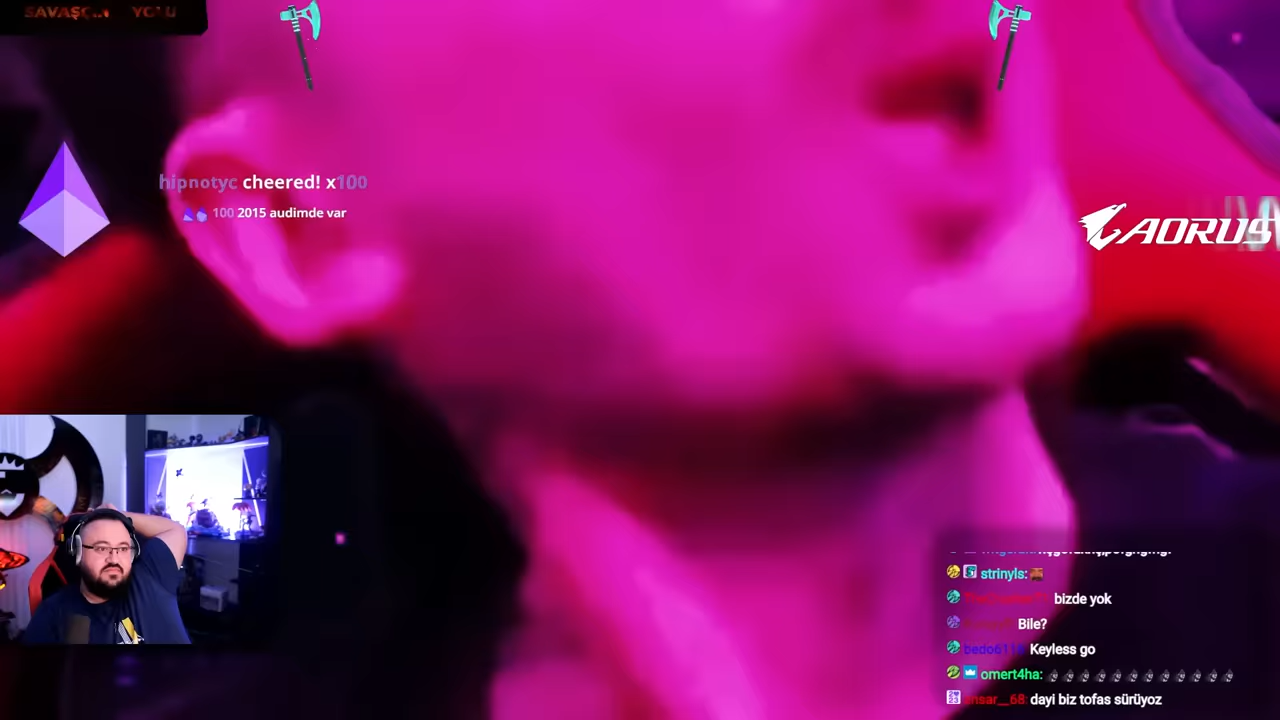 hipnotyc cheered! x100
100 2015 audimde var
AORUS
strinyls:
bizde yok
Bile?
Keyless go
omert4ha:
ansar__68: dayi biz tofas sürüyoz